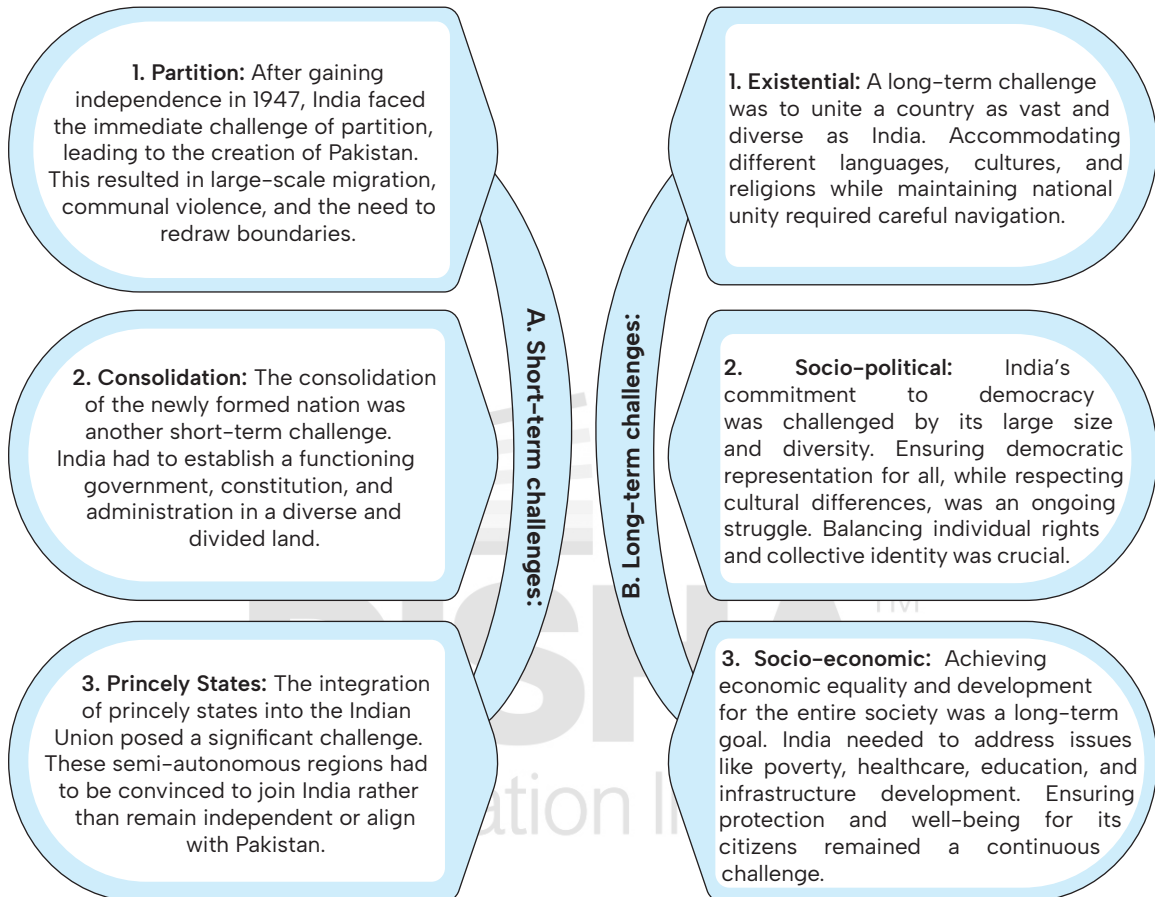 1. Partition: After gaining
independence in 1947, India faced
the immediate challenge of partition,
leading to the creation of Pakistan.
This resulted in large-scale migration,
communal violence, and the need to
redraw boundaries.
2. Consolidation: The consolidation
of the newly formed nation was
another short-term challenge.
India had to establish a functioning
government, constitution, and
administration in a diverse and
divided land.
3. Princely States: The integration
of princely states into the Indian
Union posed a significant challenge.
These semi-autonomous regions had
to be convinced to join India rather
than remain independent or align
with Pakistan.
A. Short-term challenges:
B. Long-term challenges:
1. Existential: A long-term challenge
was to unite a country as vast and
diverse as India. Accommodating
different languages, cultures, and
religions while maintaining national
unity required careful navigation.
2. Socio-political: India's
commitment to democracy
was challenged by its large size
and diversity. Ensuring democratic
representation for all, while respecting
cultural differences, was an ongoing
struggle. Balancing individual rights
and collective identity was crucial.
3. Socio-economic: Achieving
economic equality and development
for the entire society was a long-term
goal. India needed to address issues
like poverty, healthcare, education, and
infrastructure development. Ensuring
protection and well-being for its
citizens remained a continuous
challenge.
TM